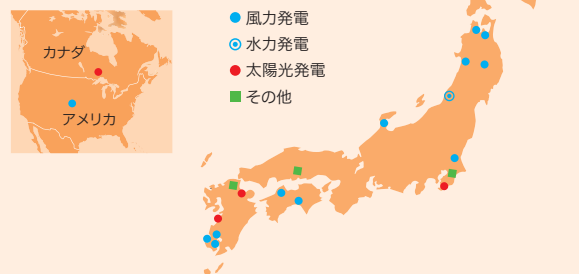 カナダ
アメリカ
風力発電
水力発電
太陽光発電
その他